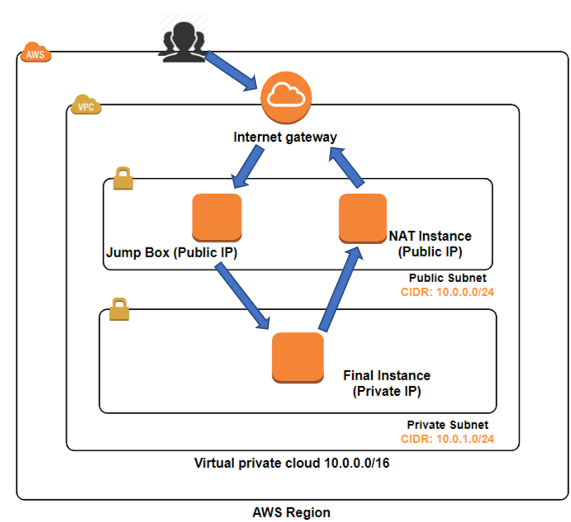 AWS
VPC
Internet gateway
Jump Box (Public IP)
NAT Instance
(Public IP)
Public Subnet
CIDR: 10.0.0.0/24
Final Instance
(Private IP)
Private Subnet
CIDR: 10.0.1.0/24
Virtual private cloud 10.0.0.0/16
AWS Region